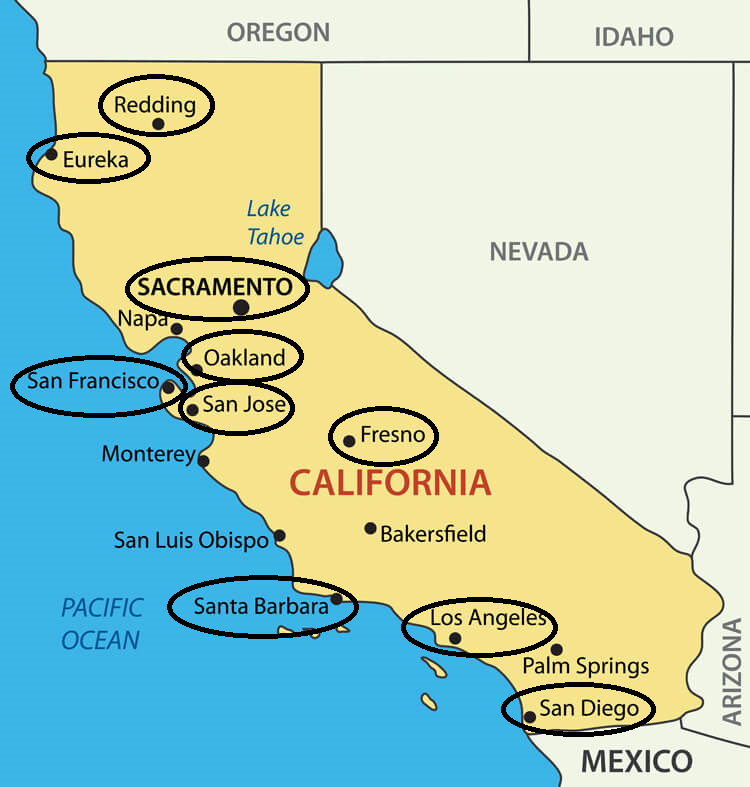 OREGON
IDAHO
Redding
Eureka
Lake
Tahoe
NEVADA
SACRAMENTO
Napa
Oakland
San Francisco
San Jose
Fresno
Monterey
CALIFORNIA
Bakersfield
San Luis Obispo
PACIFIC
OCEAN
Santa Barbara
Los Angeles
Palm Springs
San Diego
ARIZONA
MEXICO